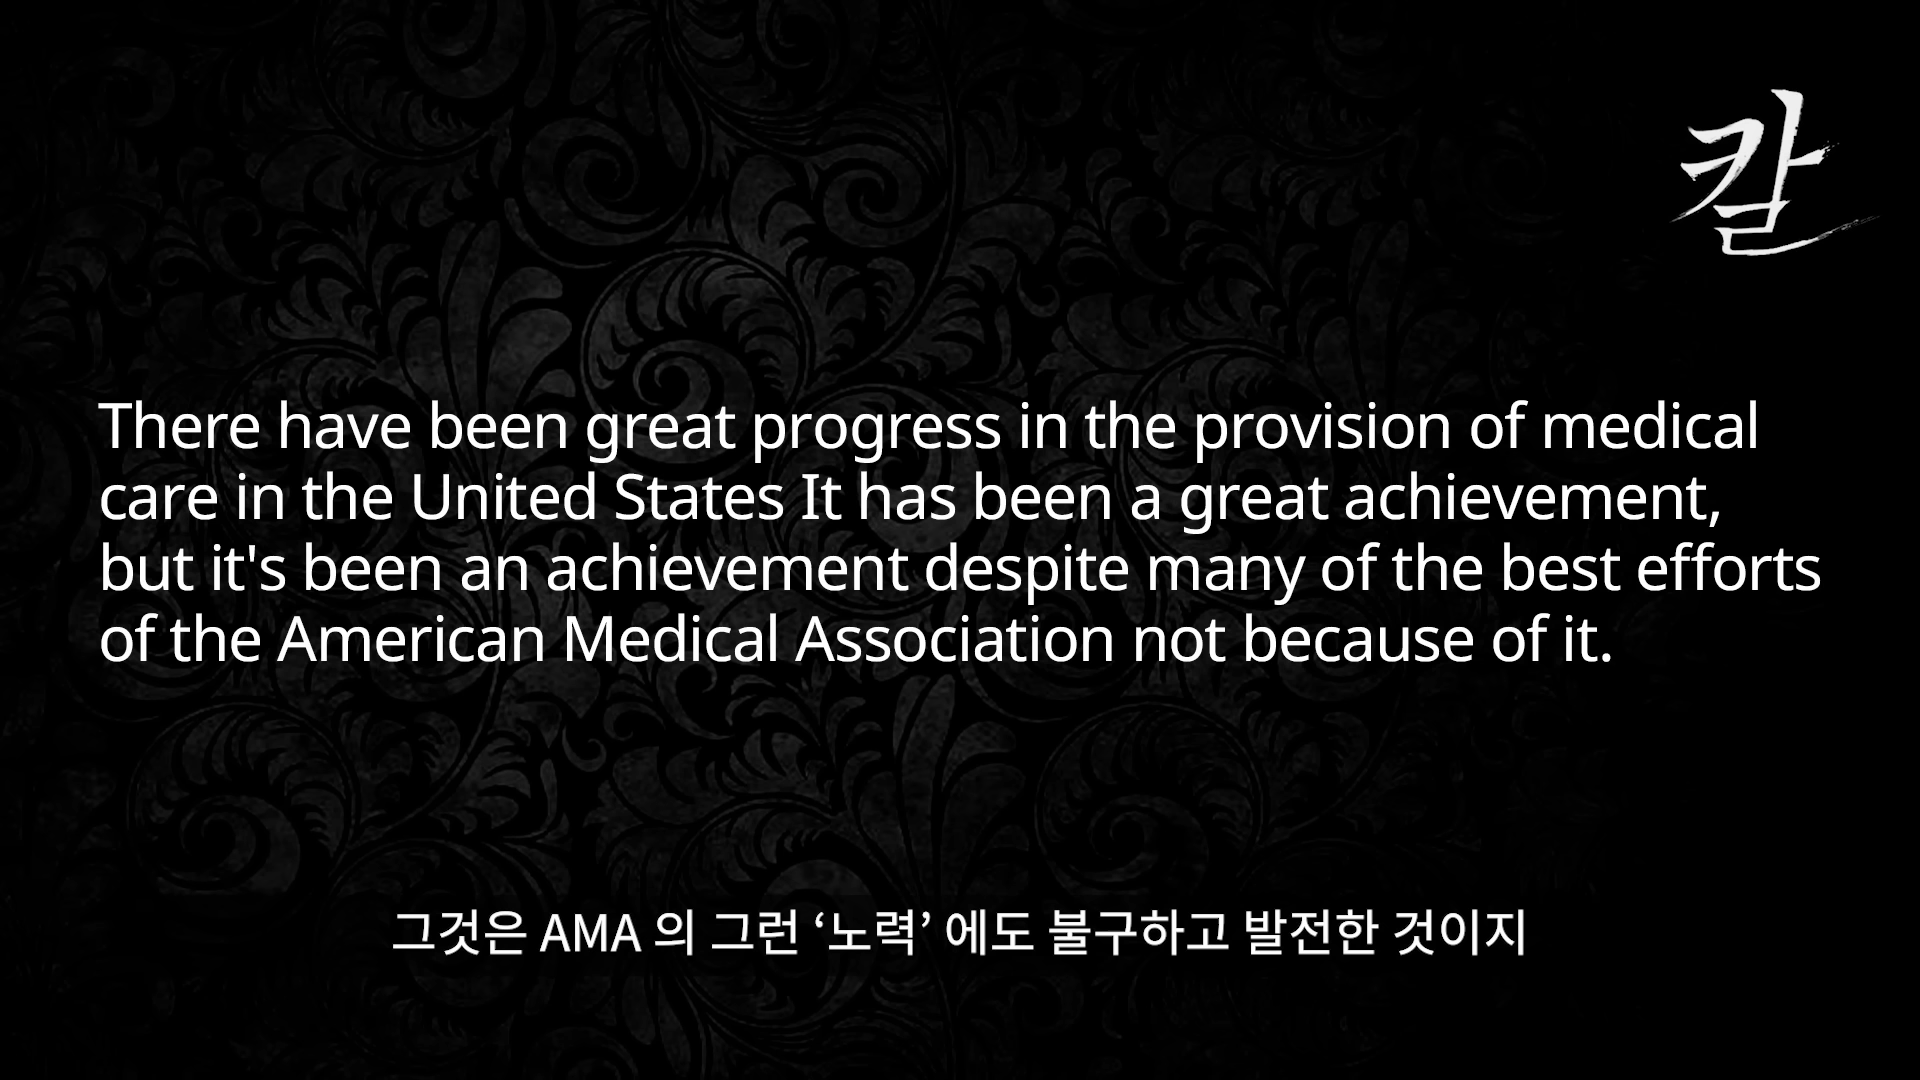 칼
There have been great progress in the provision of medical
care in the United States It has been a great achievement,
but it's been an achievement despite many of the best efforts
of the American Medical Association not because of it.
그것은 AMA 의 그런 ‘노력’ 에도 불구하고 발전한 것이지